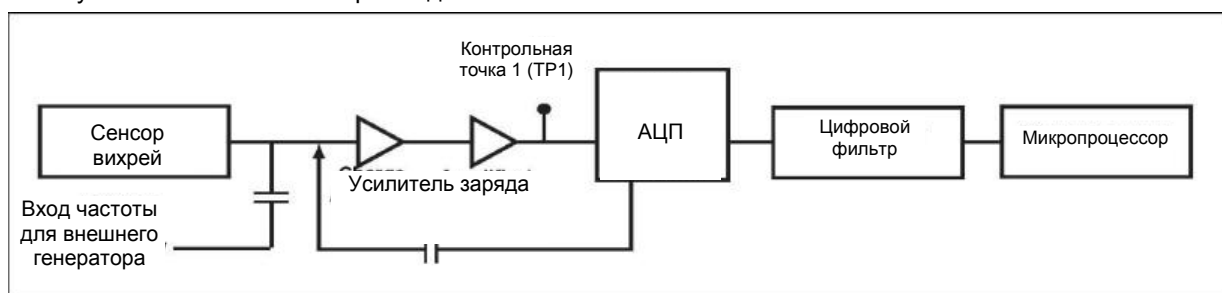 Контрольная
точка 1 (TP1)
Сенсор
вихрей
АЦП
Цифровой
фильтр
Микропроцессор
Усилитель заряда
Вход частоты
для внешнего
генератора